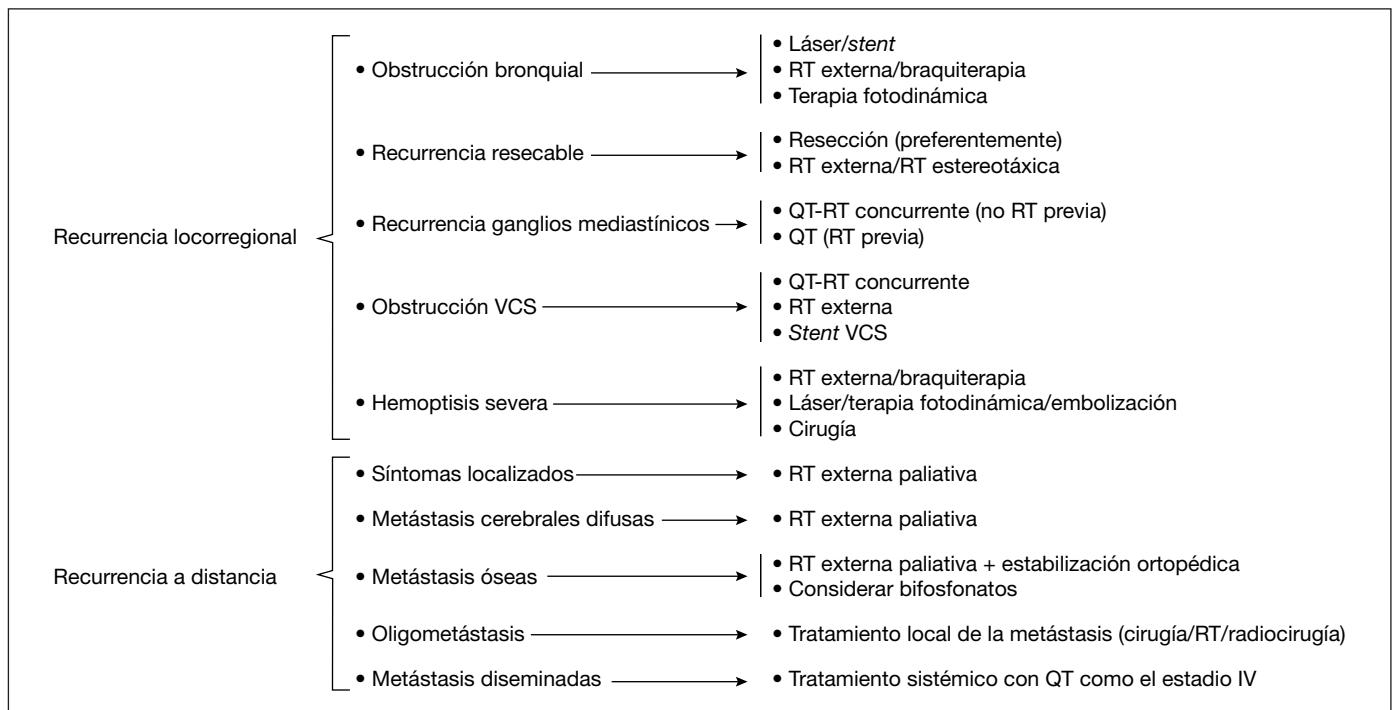 Recurrencia locorregional
• Obstrucción bronquial
• Láser/stent
• RT externa/braquiterapia
• Terapia fotodinámica
• Recurrencia resecable
• Resección (preferentemente)
• RT externa/RT estereotáxica
• Recurrencia ganglios mediastínicos
• QT-RT concurrente (no RT previa)
• QT (RT previa)
• Obstrucción VCS
• QT-RT concurrente
• RT externa
• Stent VCS
• Hemoptisis severa
• RT externa/braquiterapia
• Láser/terapia fotodinámica/embolización
• Cirugía
Recurrencia a distancia
• Síntomas localizados
• RT externa paliativa
• Metástasis cerebrales difusas
• RT externa paliativa
• Metástasis óseas
• RT externa paliativa + estabilización ortopédica
• Considerar bifosfonatos
• Oligometástasis
• Tratamiento local de la metástasis (cirugía/RT/radiocirugía)
• Metástasis diseminadas
• Tratamiento sistémico con QT como el estadio IV